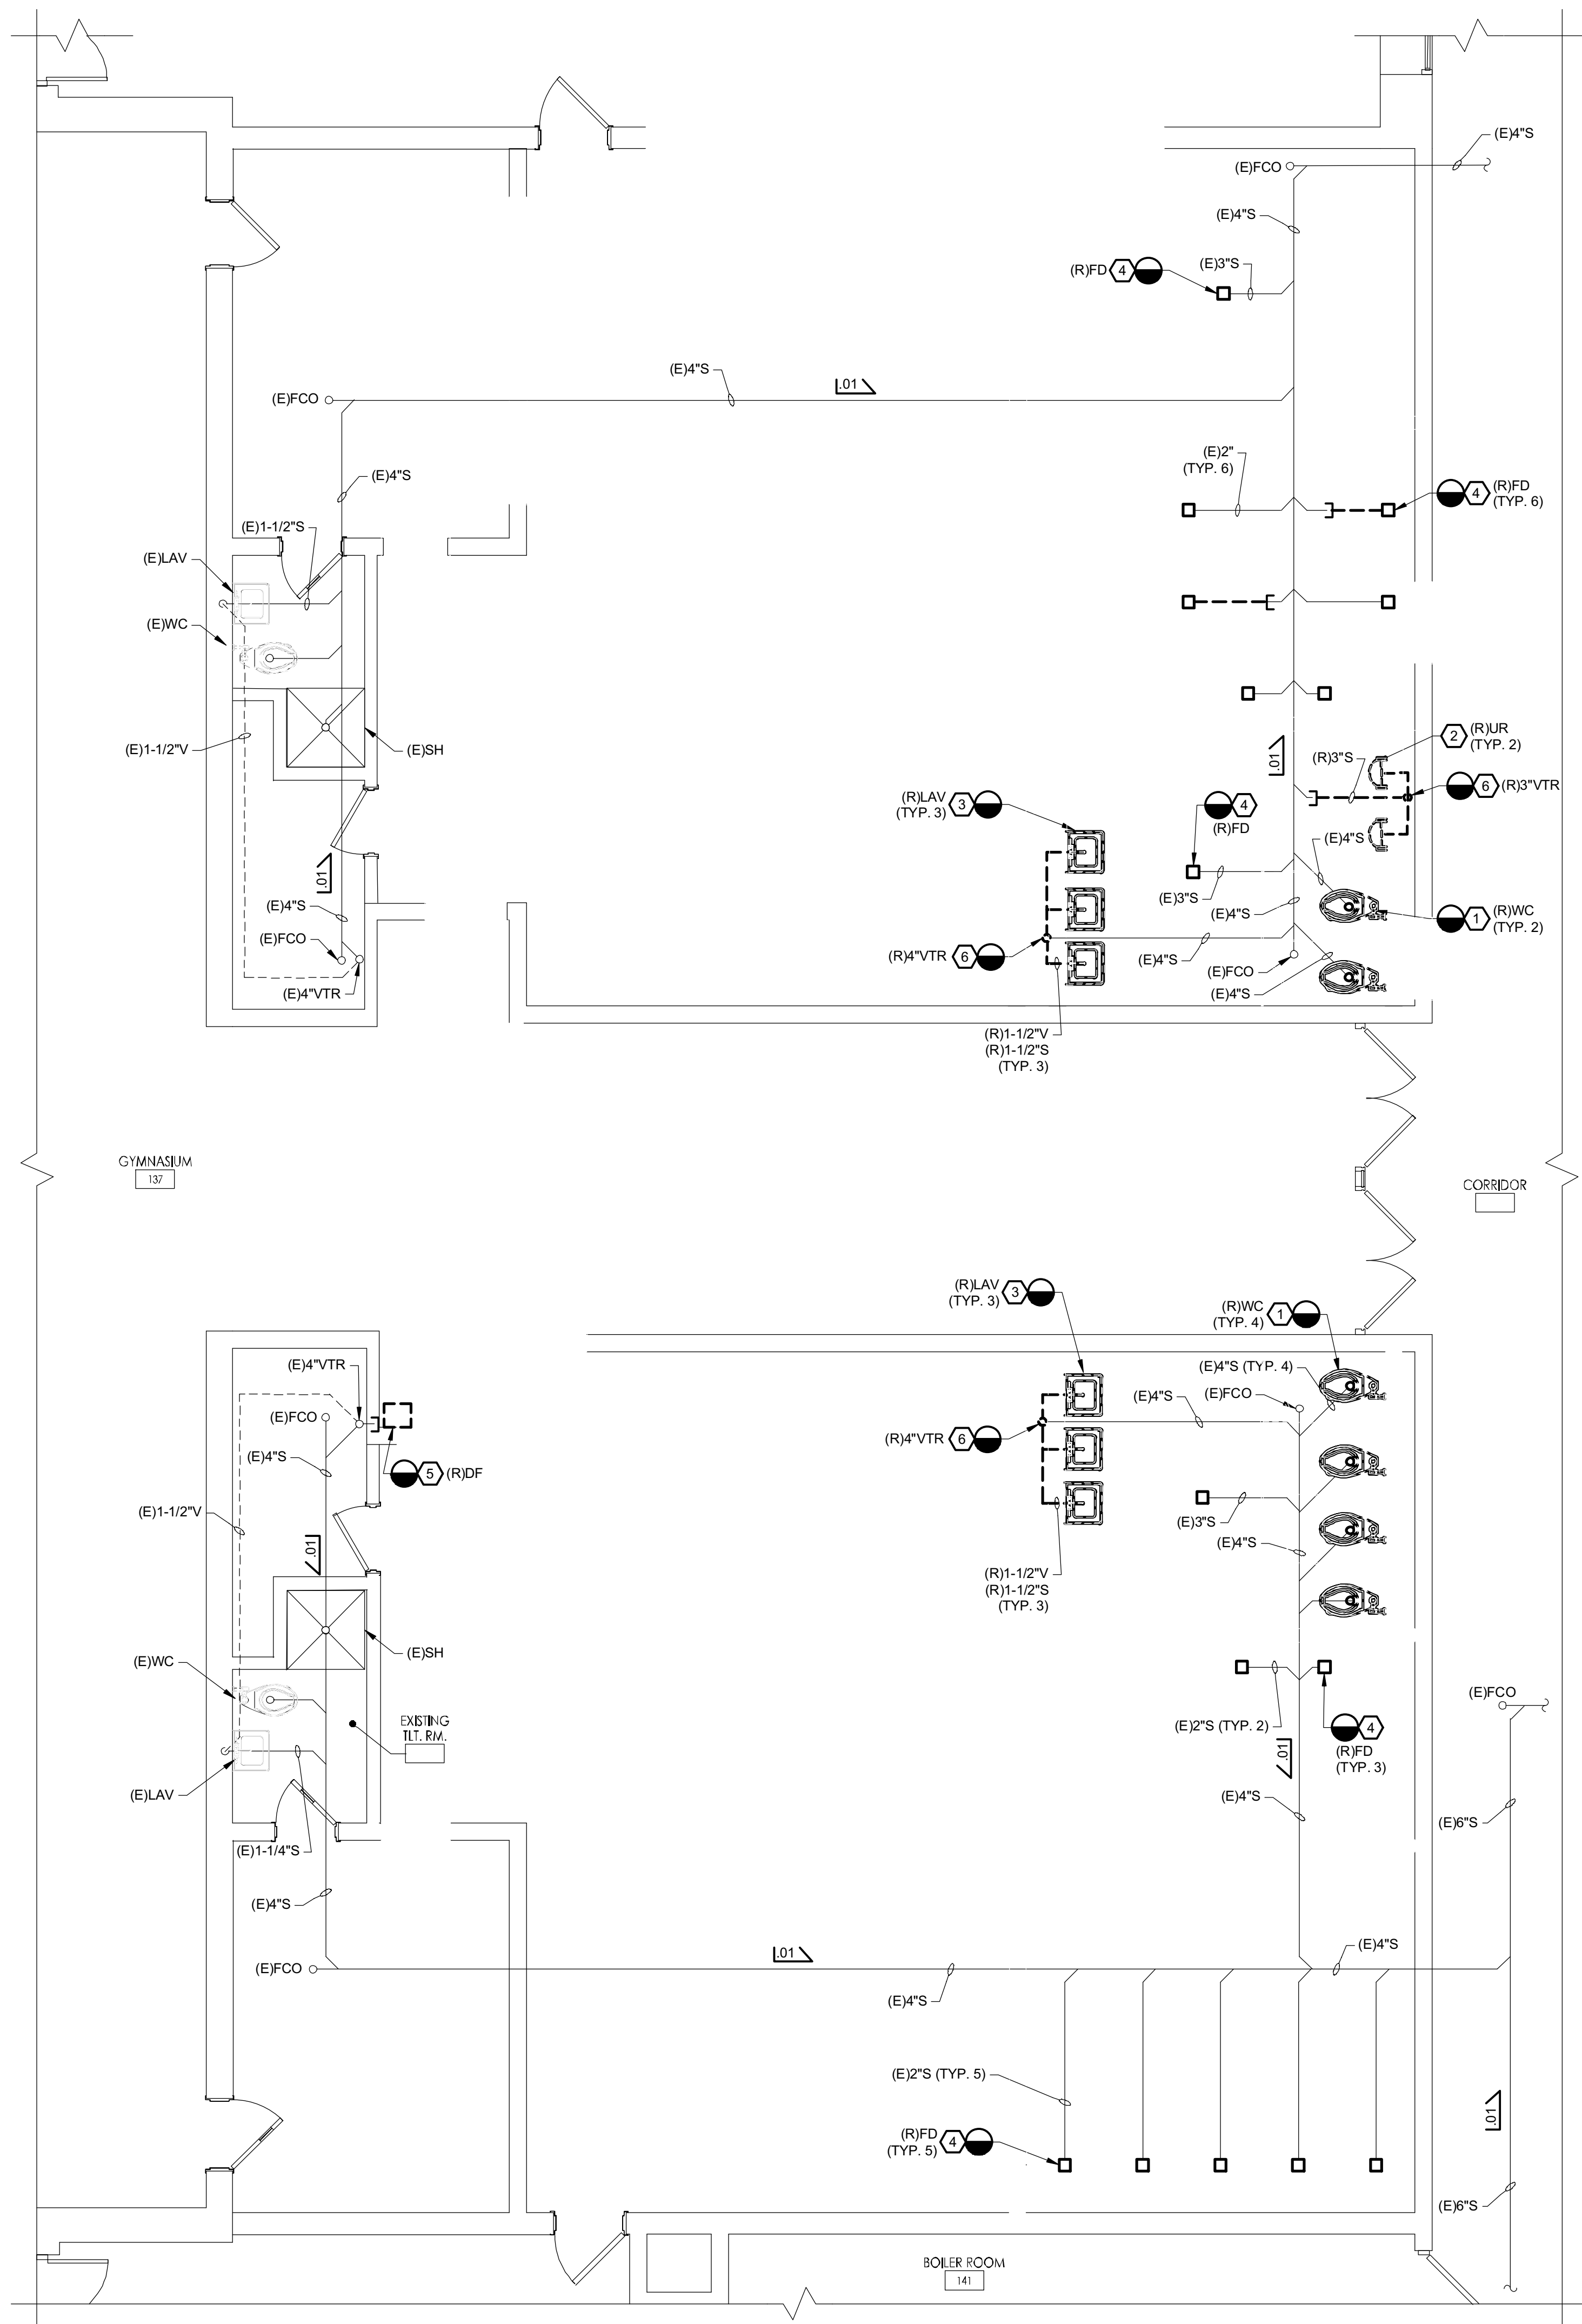 (E)4"S
(E)FCO
(E)4"S
(R)FD
4
(E)3"S
(E)4"S
.01
(E)FCO
(E)4"S
(E)2"
(TYP. 6)
4
(R)FD
(TYP. 6)
(E)1-1/2"S
(E)LAV
(E)WC
(E)1-1/2"V
(E)SH
2
(R)UR
(TYP. 2)
.01
(R)3"S
6
(R)3"VTR
(R)LAV
(TYP. 3)
3
4
(R)FD
(E)4"S
.01
(E)3"S
(E)4"S
1
(R)WC
(TYP. 2)
(E)4"S
(E)FCO
(R)4"VTR
6
(E)4"S
(E)FCO
(E)4"S
(E)4"VTR
(R)1-1/2"V
(R)1-1/2"S
(TYP. 3)
GYMNASIUM
137
CORRIDOR
(R)LAV
(TYP. 3)
3
(R)WC
(TYP. 4)
1
(E)4"VTR
(E)4"S (TYP. 4)
(E)4"S
(E)FCO
(E)FCO
(R)4"VTR
6
(E)4"S
5
(R)DF
(E)1-1/2"V
(E)3"S
(E)4"S
.01
(R)1-1/2"V
(R)1-1/2"S
(TYP. 3)
(E)SH
(E)WC
(E)FCO
EXISTING
TLT. RM.
(E)2"S (TYP. 2)
4
(R)FD
(TYP. 3)
.01
(E)LAV
(E)4"S
(E)6"S
(E)1-1/4"S
(E)4"S
.01
(E)4"S
(E)FCO
(E)4"S
(E)2"S (TYP. 5)
.01
(R)FD
(TYP. 5)
4
(E)6"S
BOILER ROOM
141